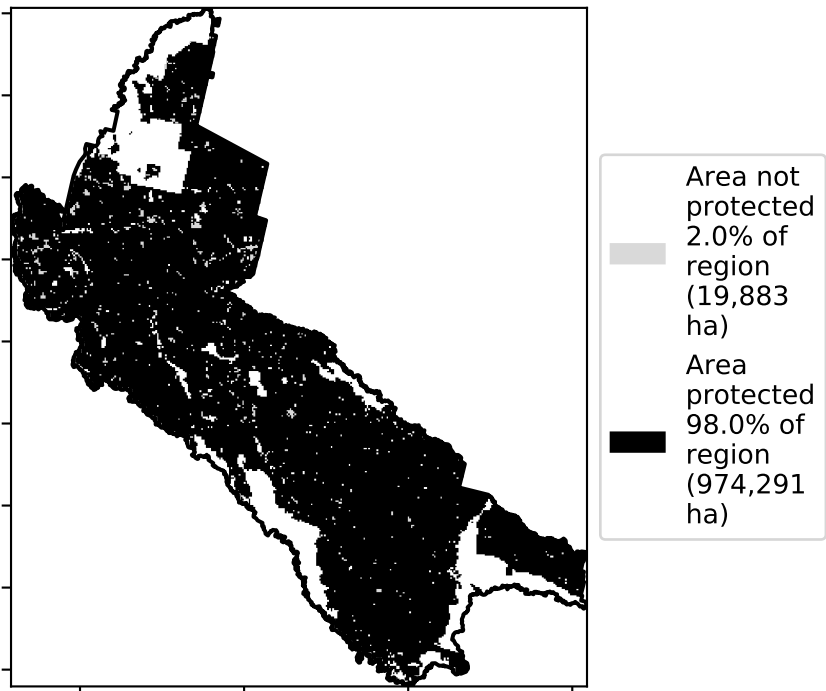 Area not
protected
2.0% of
region
(19,883
ha)
Area
protected
98.0% of
region
(974,291
ha)